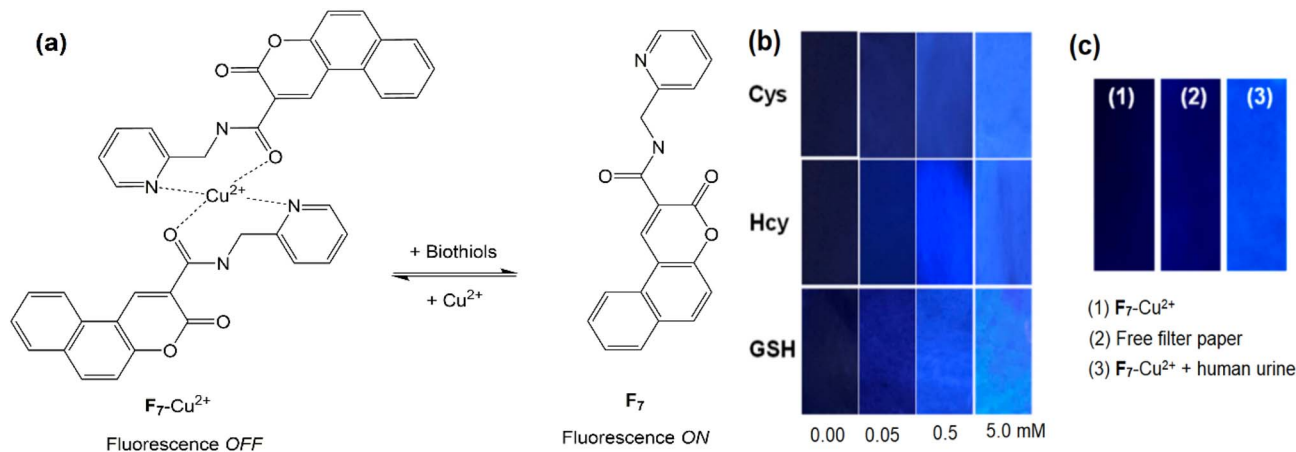 (a)
O
O
N
H
O
N
Cu²⁺
N
O
N
H
O
O
F₇-Cu²⁺
Fluorescence OFF
+ Biothiols
+ Cu²⁺
N
N
H
O
O
O
F₇
Fluorescence ON
(b)
Cys
Hcy
GSH
0.00 0.05 0.5 5.0 mM
(c)
(1) (2) (3)
(1) F₇-Cu²⁺
(2) Free filter paper
(3) F₇-Cu²⁺ + human urine